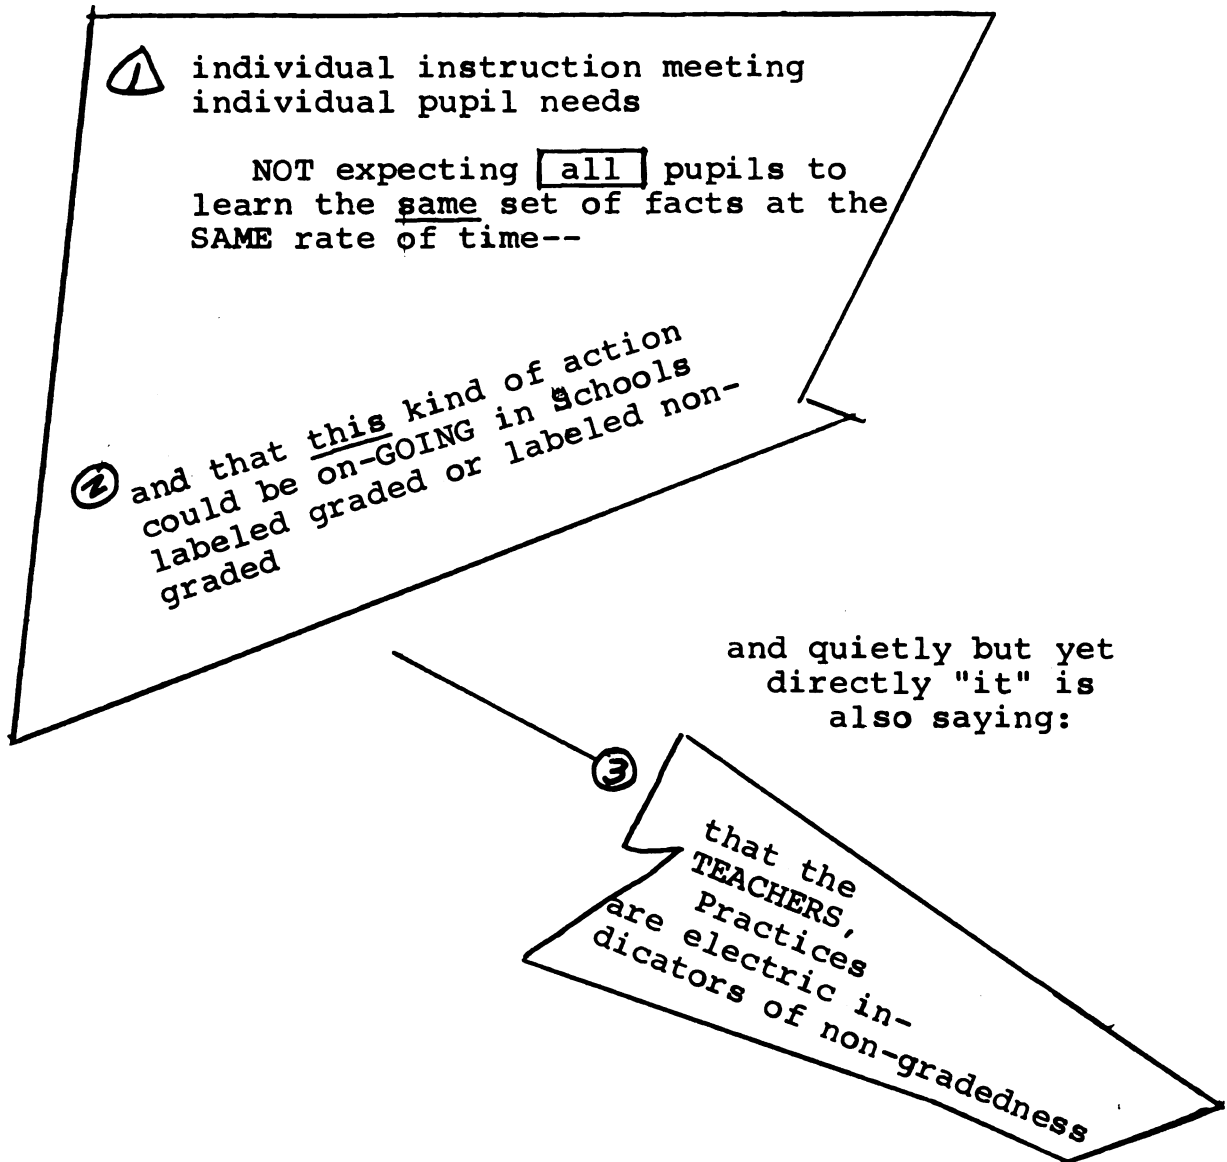 1 individual instruction meeting
individual pupil needs
NOT expecting all pupils to
learn the same set of facts at the
SAME rate of time--
2 and that this kind of action
could be on-GOING in Schools
labeled graded or labeled non-
graded
and quietly but yet
directly "it" is
also saying:
3
that the
TEACHERS,
Practices
are electric in-
dicators of non-gradedness